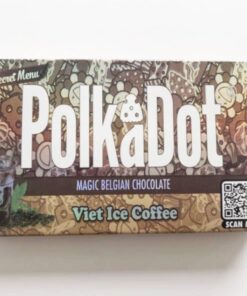 Secret Menu
PolkaDot
MAGIC BELGIAN CHOCOLATE
Viet Ice Coffee
SCAN